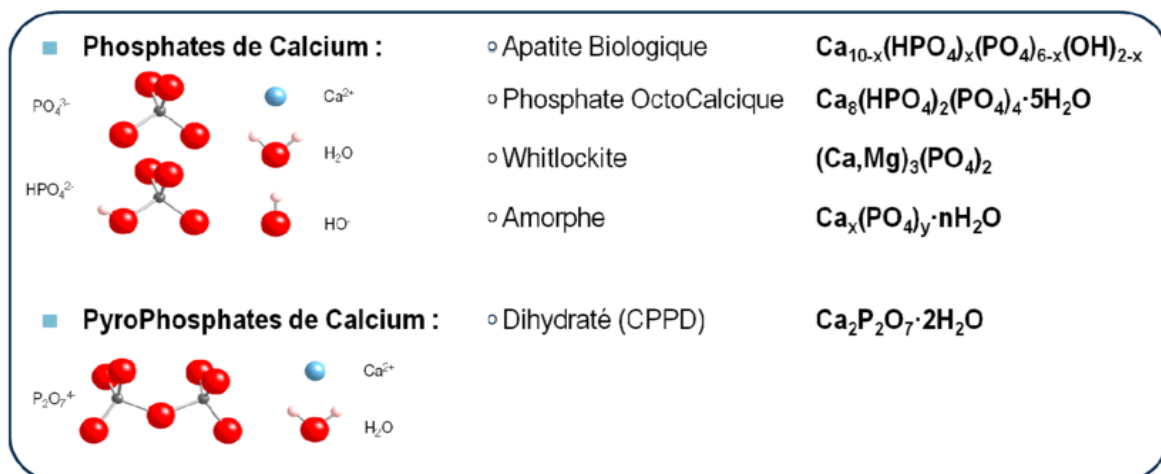 Phosphates de Calcium :
PO₄³⁻
Ca²⁺
H₂O
HPO₄²⁻
HO⁻
○ Apatite Biologique Ca₁₀₋ₓ(HPO₄)ₓ(PO₄)₆₋ₓ(OH)₂₋ₓ
○ Phosphate OctoCalcique Ca₈(HPO₄)₂(PO₄)₄·5H₂O
○ Whitlockite (Ca,Mg)₃(PO₄)₂
○ Amorphe Caₓ(PO₄)ᵧ·nH₂O
PyroPhosphates de Calcium :
P₂O₇⁴⁻
Ca²⁺
H₂O
○ Dihydraté (CPPD) Ca₂P₂O₇·2H₂O